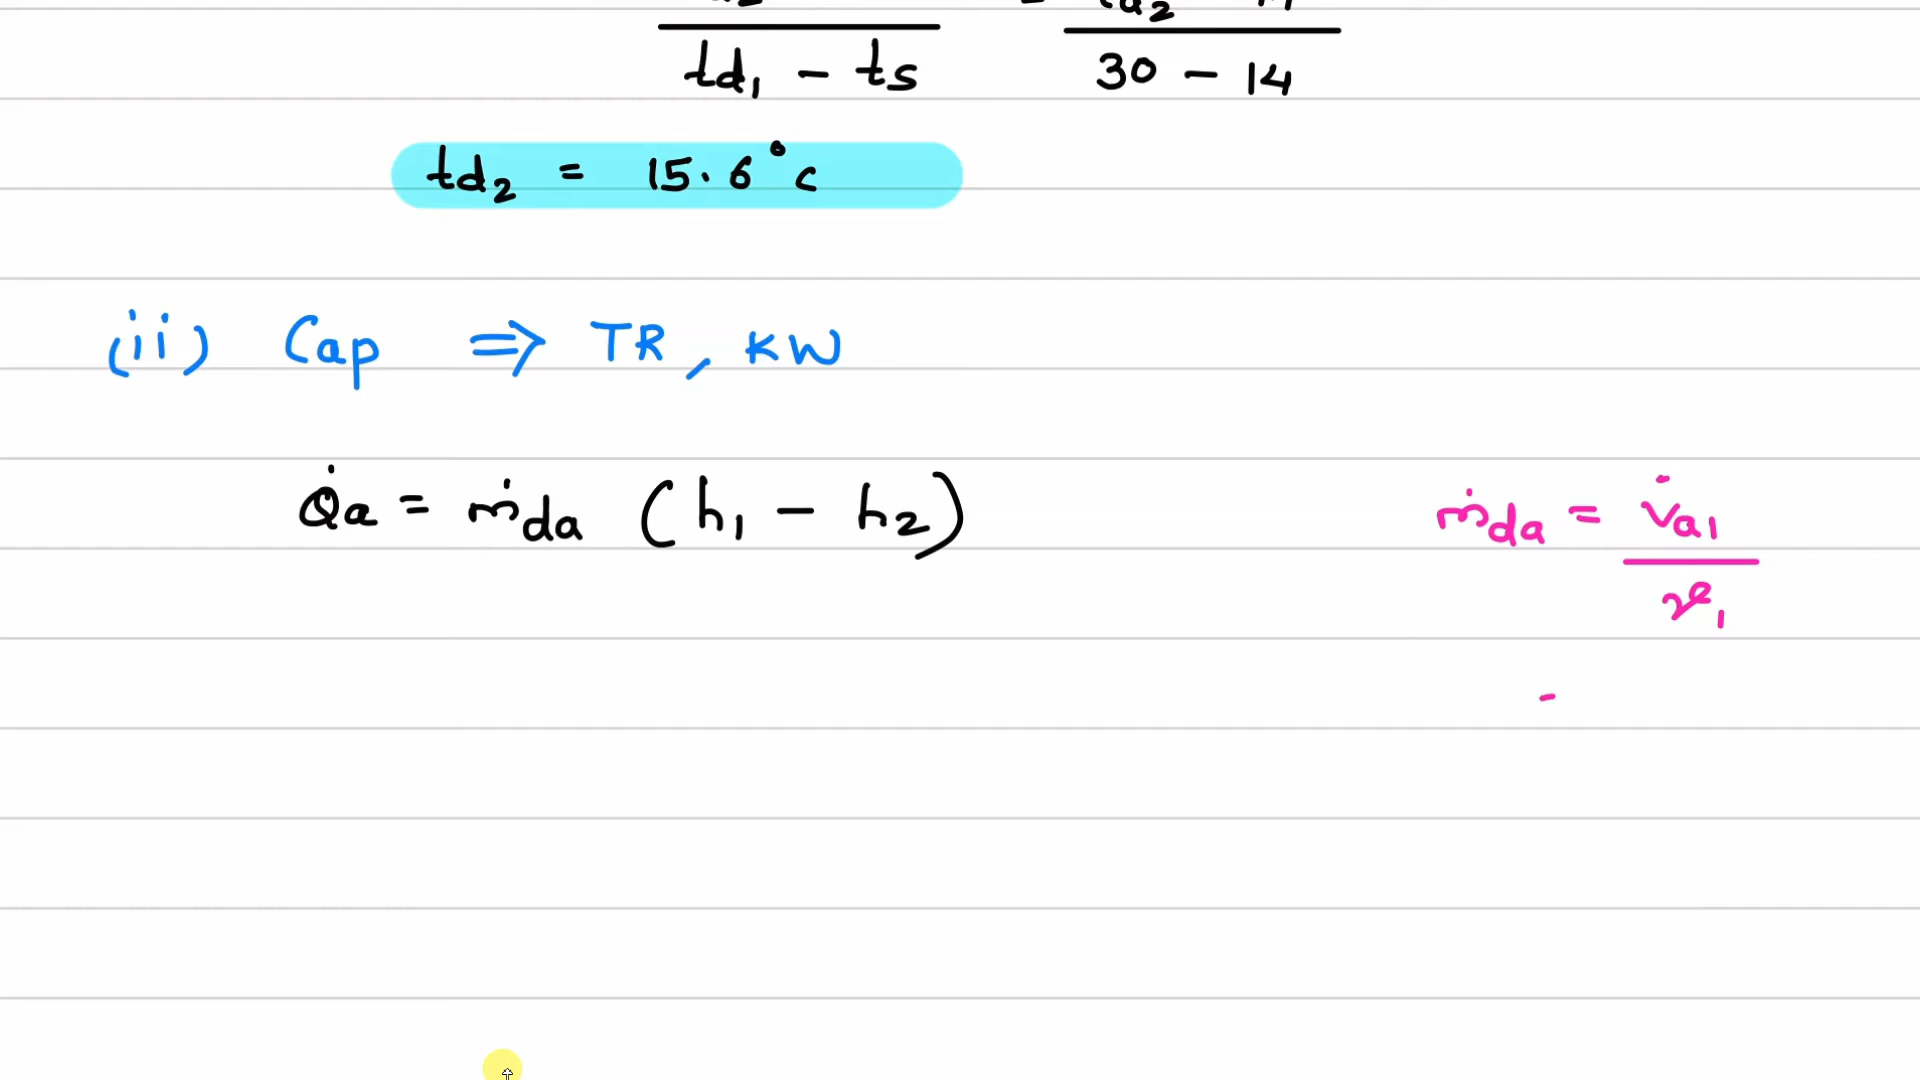 td₁ - ts    30 - 14
td₂ = 15.6°c
(ii) Cap ⇒ TR, KW
Q̇a = ṁda (h₁ - h₂)
ṁda = V̇a₁
v₁
-